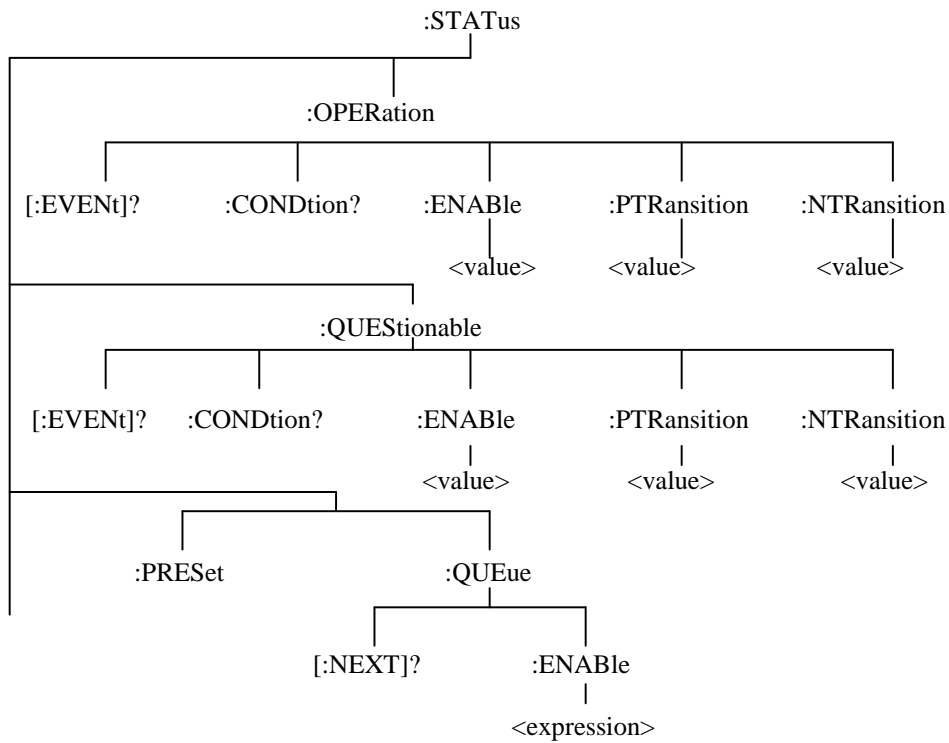 :STATus
:OPERation
[:EVENt]? :CONDtion? :ENABle :PTRansition :NTRansition
<value> <value> <value>
:QUEStionable
[:EVENt]? :CONDtion? :ENABle :PTRansition :NTRansition
<value> <value> <value>
:PRESet :QUEue
[:NEXT]? :ENABle
<expression>